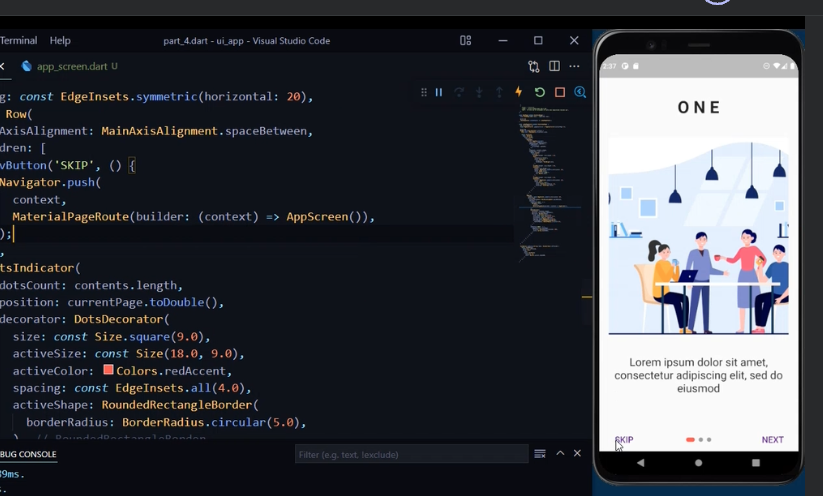 Terminal Help part_4.dart - ui_app - Visual Studio Code
app_screen.dart U
g: const EdgeInsets.symmetric(horizontal: 20),
Row(
AxisAlignment: MainAxisAlignment.spaceBetween,
dren: [
vButton('SKIP', () {
Navigator.push(
context,
MaterialPageRoute(builder: (context) => AppScreen()),
);
,
tsIndicator(
dotsCount: contents.length,
position: currentPage.toDouble(),
decorator: DotsDecorator(
size: const Size.square(9.0),
activeSize: const Size(18.0, 9.0),
activeColor: Colors.redAccent,
spacing: const EdgeInsets.all(4.0),
activeShape: RoundedRectangleBorder(
borderRadius: BorderRadius.circular(5.0),
) // RoundedRectangleBorder
BUG CONSOLE
Filter (e.g. text, !exclude)
39ms.
s.
2:37
ONE
Lorem ipsum dolor sit amet,
consectetur adipiscing elit, sed do
eiusmod
SKIP NEXT